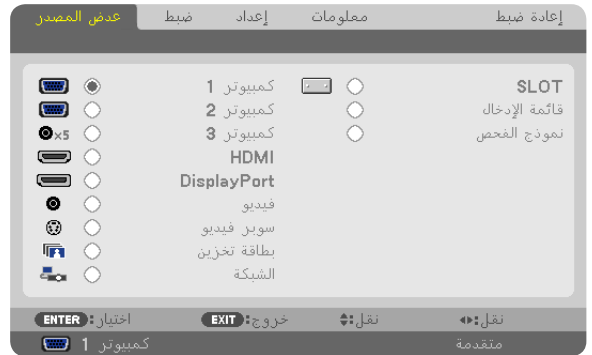 عرض المصدر ضبط إعداد معلومات إعادة ضبط
كمبيوتر 1
كمبيوتر 2
×5 كمبيوتر 3
HDMI
DisplayPort
فيديو
سوبر فيديو
بطاقة تخزين
الشبكة
SLOT
قائمة الإدخال
نموذج الفحص
ENTER :اختيار EXIT :خروج نقل: نقل:
كمبيوتر 1 متقدمة